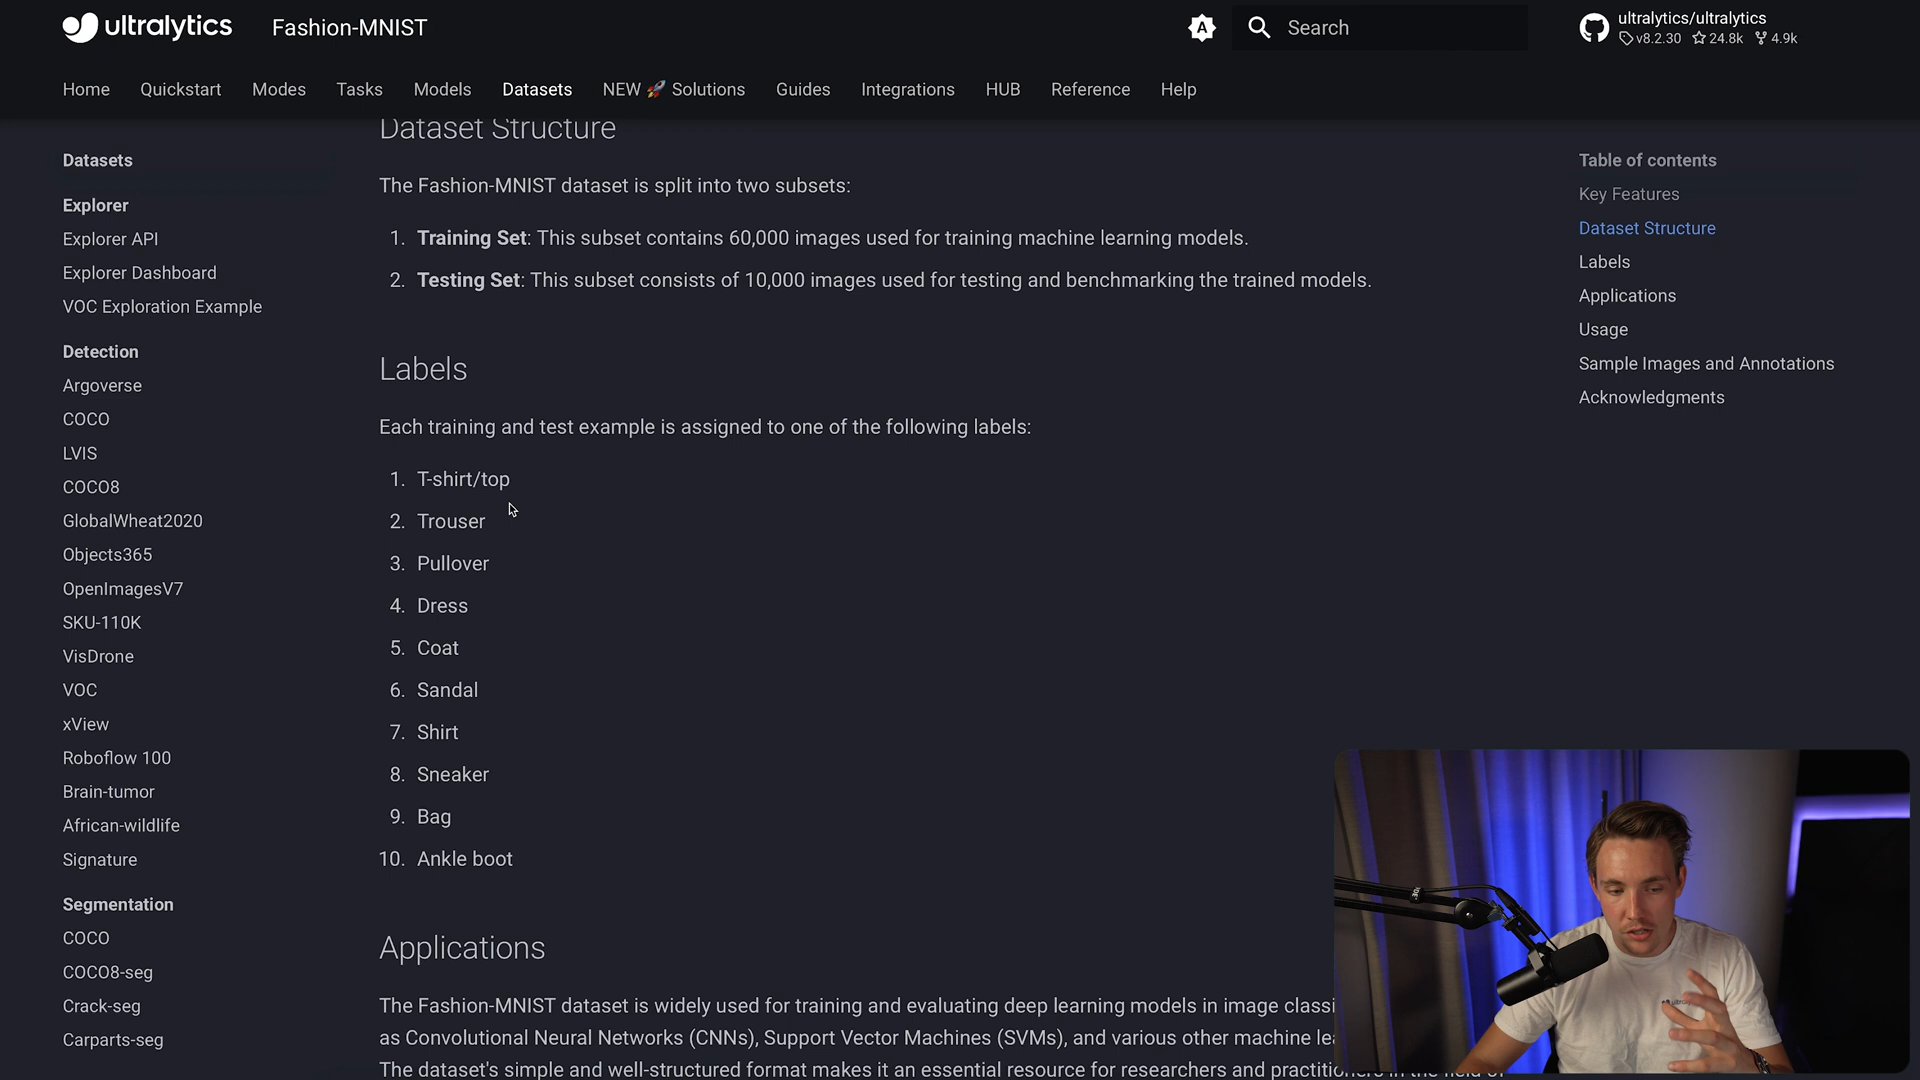 ultralytics
Fashion-MNIST
A
Search
ultralytics/ultralytics
v8.2.30 24.8k 4.9k
Home Quickstart Modes Tasks Models Datasets NEW 🚀 Solutions Guides Integrations HUB Reference Help
Datasets
Explorer
Explorer API
Explorer Dashboard
VOC Exploration Example
Detection
Argoverse
COCO
LVIS
COCO8
GlobalWheat2020
Objects365
OpenImagesV7
SKU-110K
VisDrone
VOC
xView
Roboflow 100
Brain-tumor
African-wildlife
Signature
Segmentation
COCO
COCO8-seg
Crack-seg
Carparts-seg
Dataset Structure
The Fashion-MNIST dataset is split into two subsets:
1. Training Set: This subset contains 60,000 images used for training machine learning models.
2. Testing Set: This subset consists of 10,000 images used for testing and benchmarking the trained models.
Labels
Each training and test example is assigned to one of the following labels:
1. T-shirt/top
2. Trouser
3. Pullover
4. Dress
5. Coat
6. Sandal
7. Shirt
8. Sneaker
9. Bag
10. Ankle boot
Applications
The Fashion-MNIST dataset is widely used for training and evaluating deep learning models in image classi
as Convolutional Neural Networks (CNNs), Support Vector Machines (SVMs), and various other machine
The dataset's simple and well-structured format makes it an essential resource for researchers and practitioners in the field of
Table of contents
Key Features
Dataset Structure
Labels
Applications
Usage
Sample Images and Annotations
Acknowledgments